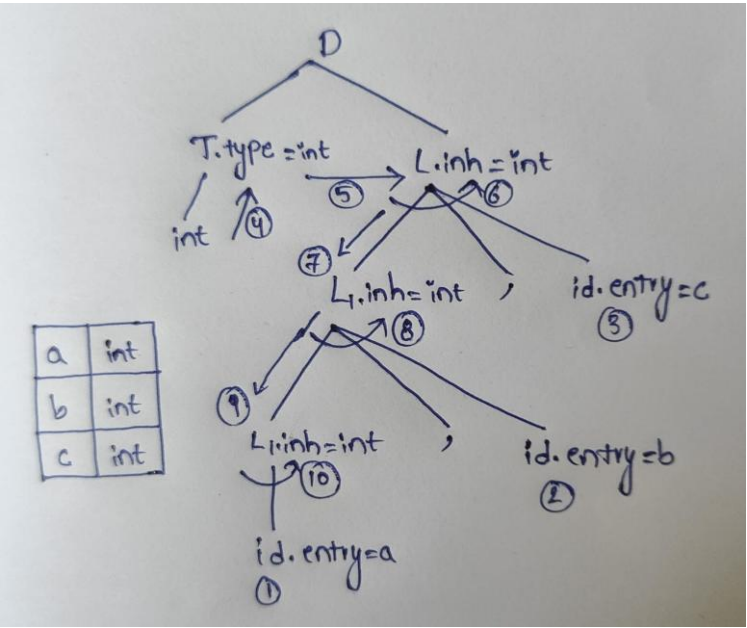 D
T.type = int
L.inh = int
⑤
⑥
int
④
⑦
L₁.inh = int
,
id.entry = c
③
⑧
a int
b int
c int
⑨
L₁.inh = int
,
id.entry = b
②
⑩
id.entry = a
①